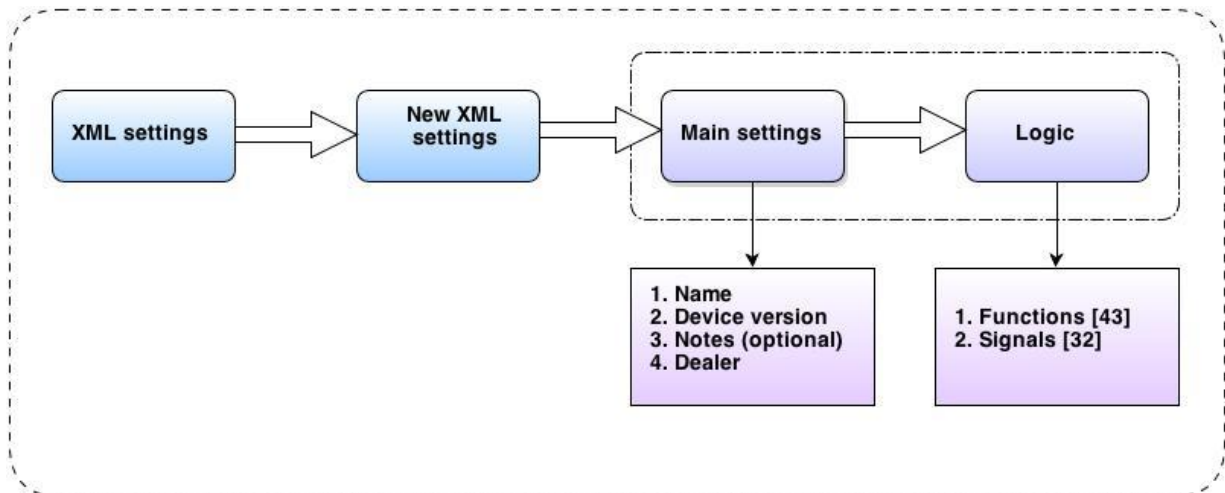 XML settings
New XML
settings
Main settings
Logic
1. Name
2. Device version
3. Notes (optional)
4. Dealer
1. Functions [43]
2. Signals [32]